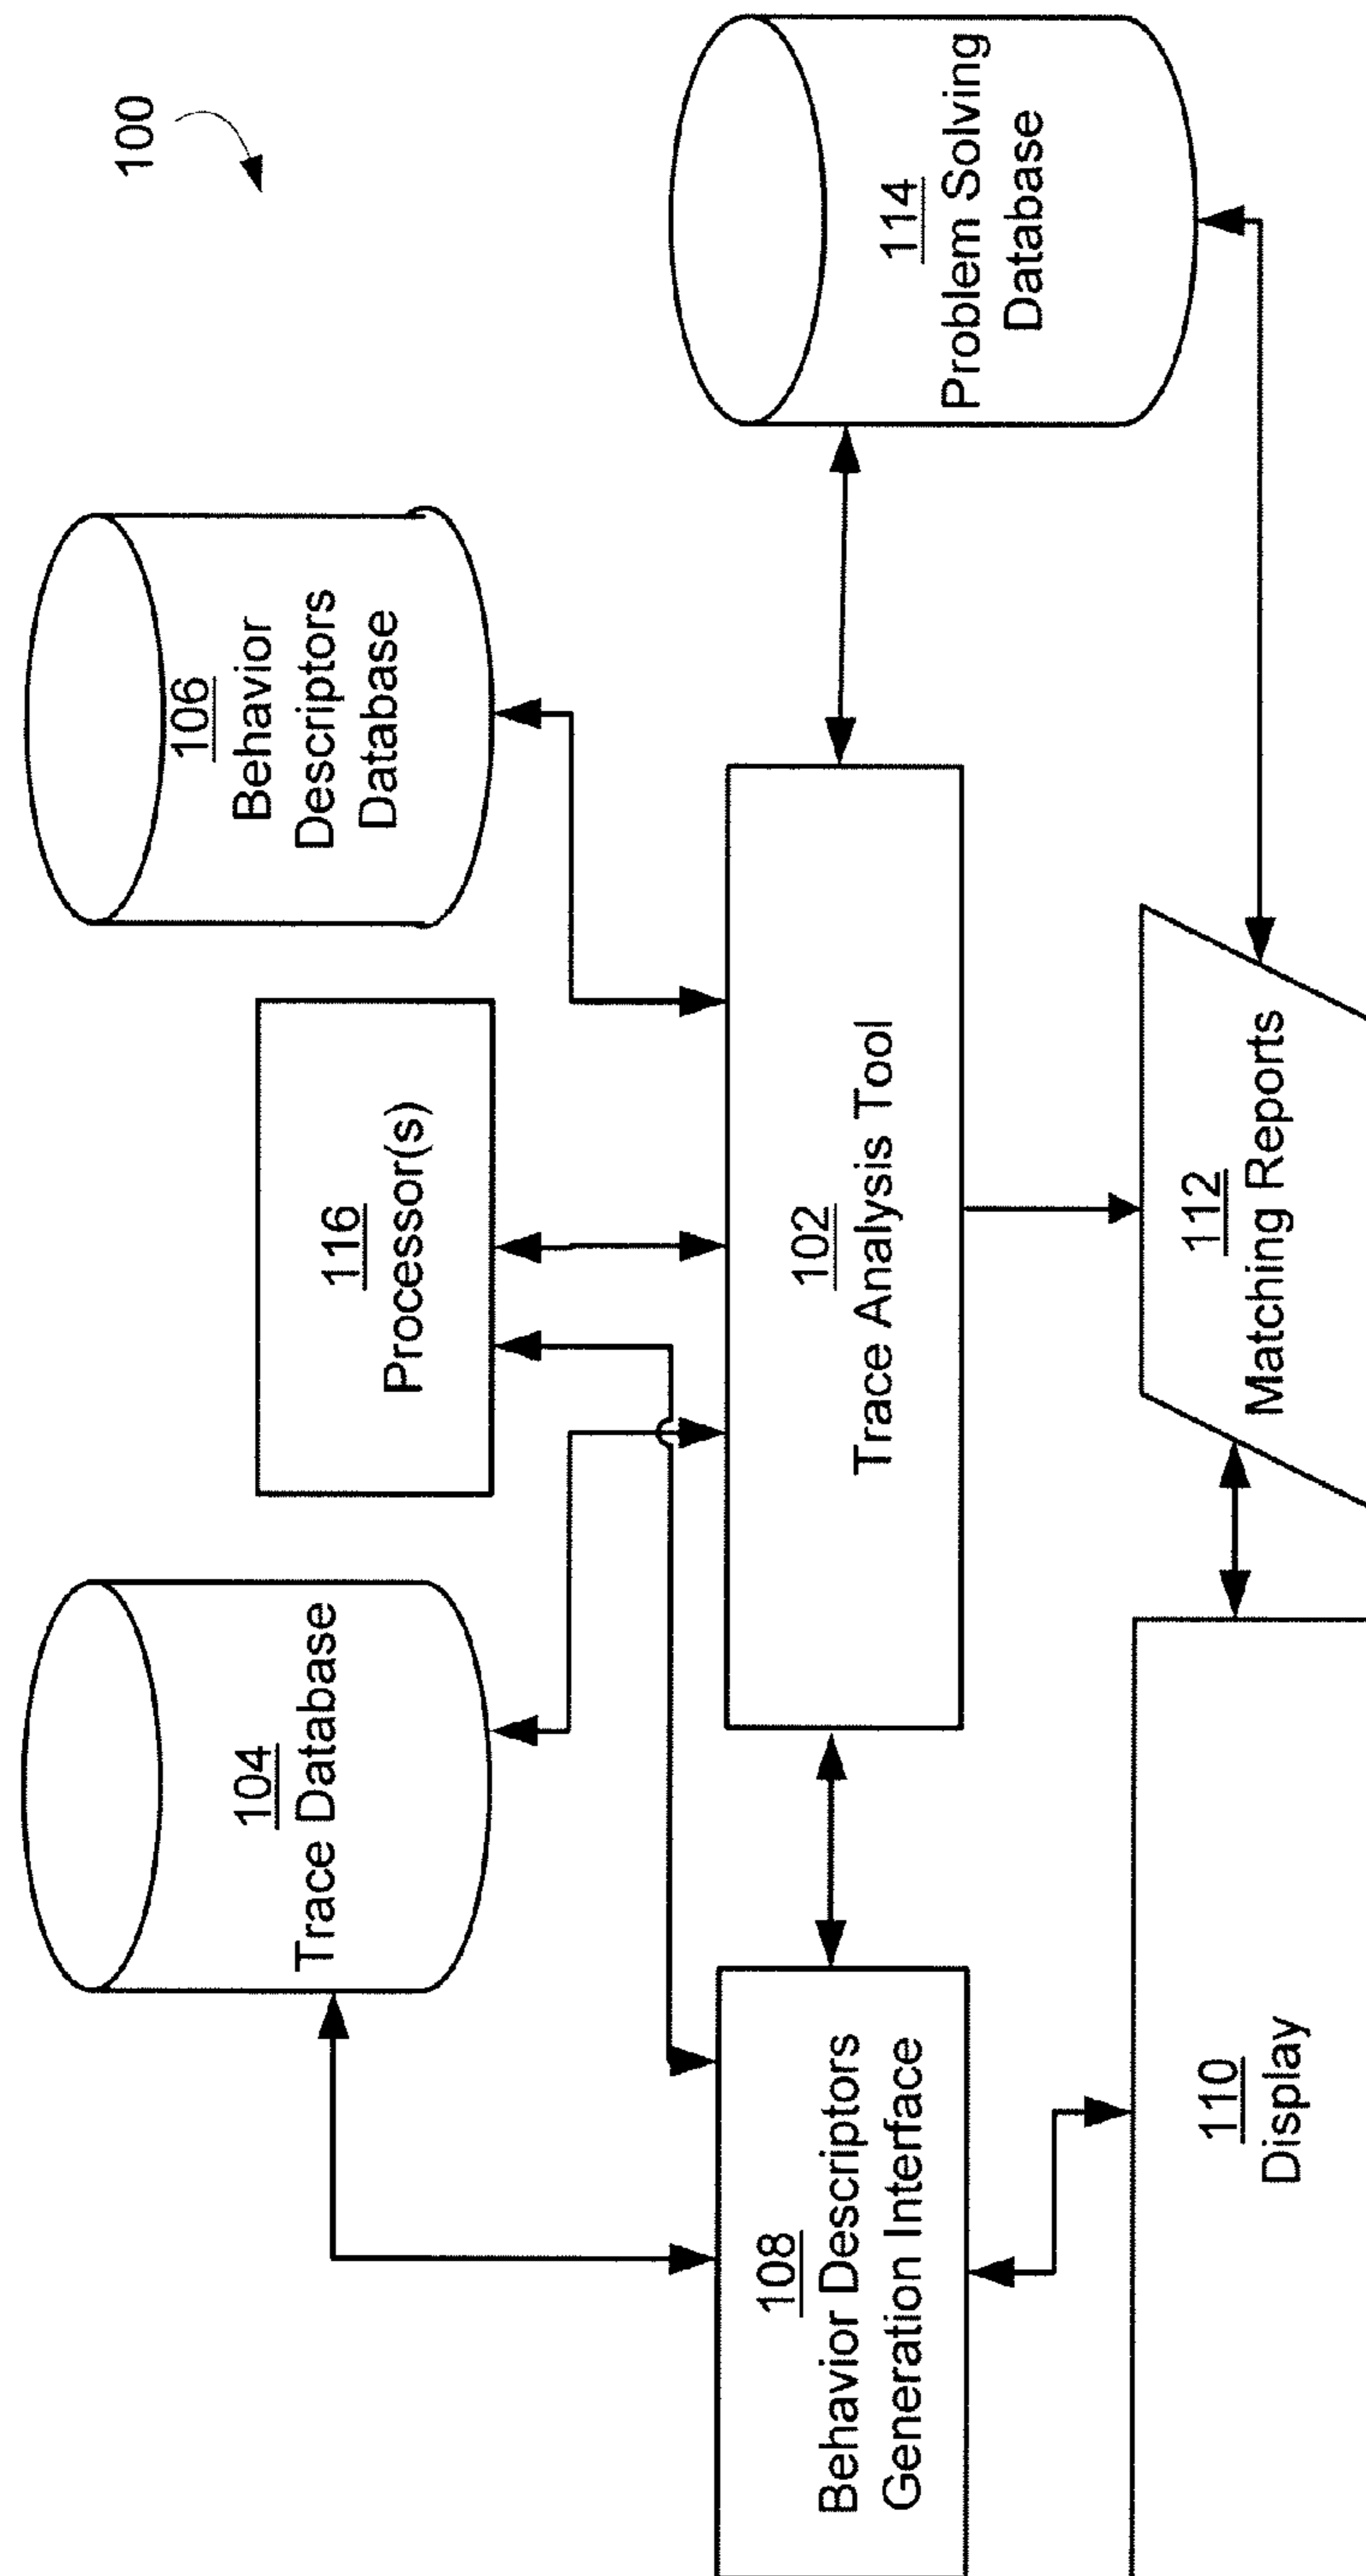 100
104
Trace Database
116
Processor(s)
106
Behavior
Descriptors
Database
108
Behavior Descriptors
Generation Interface
102
Trace Analysis Tool
114
Problem Solving
Database
110
Display
112
Matching Reports